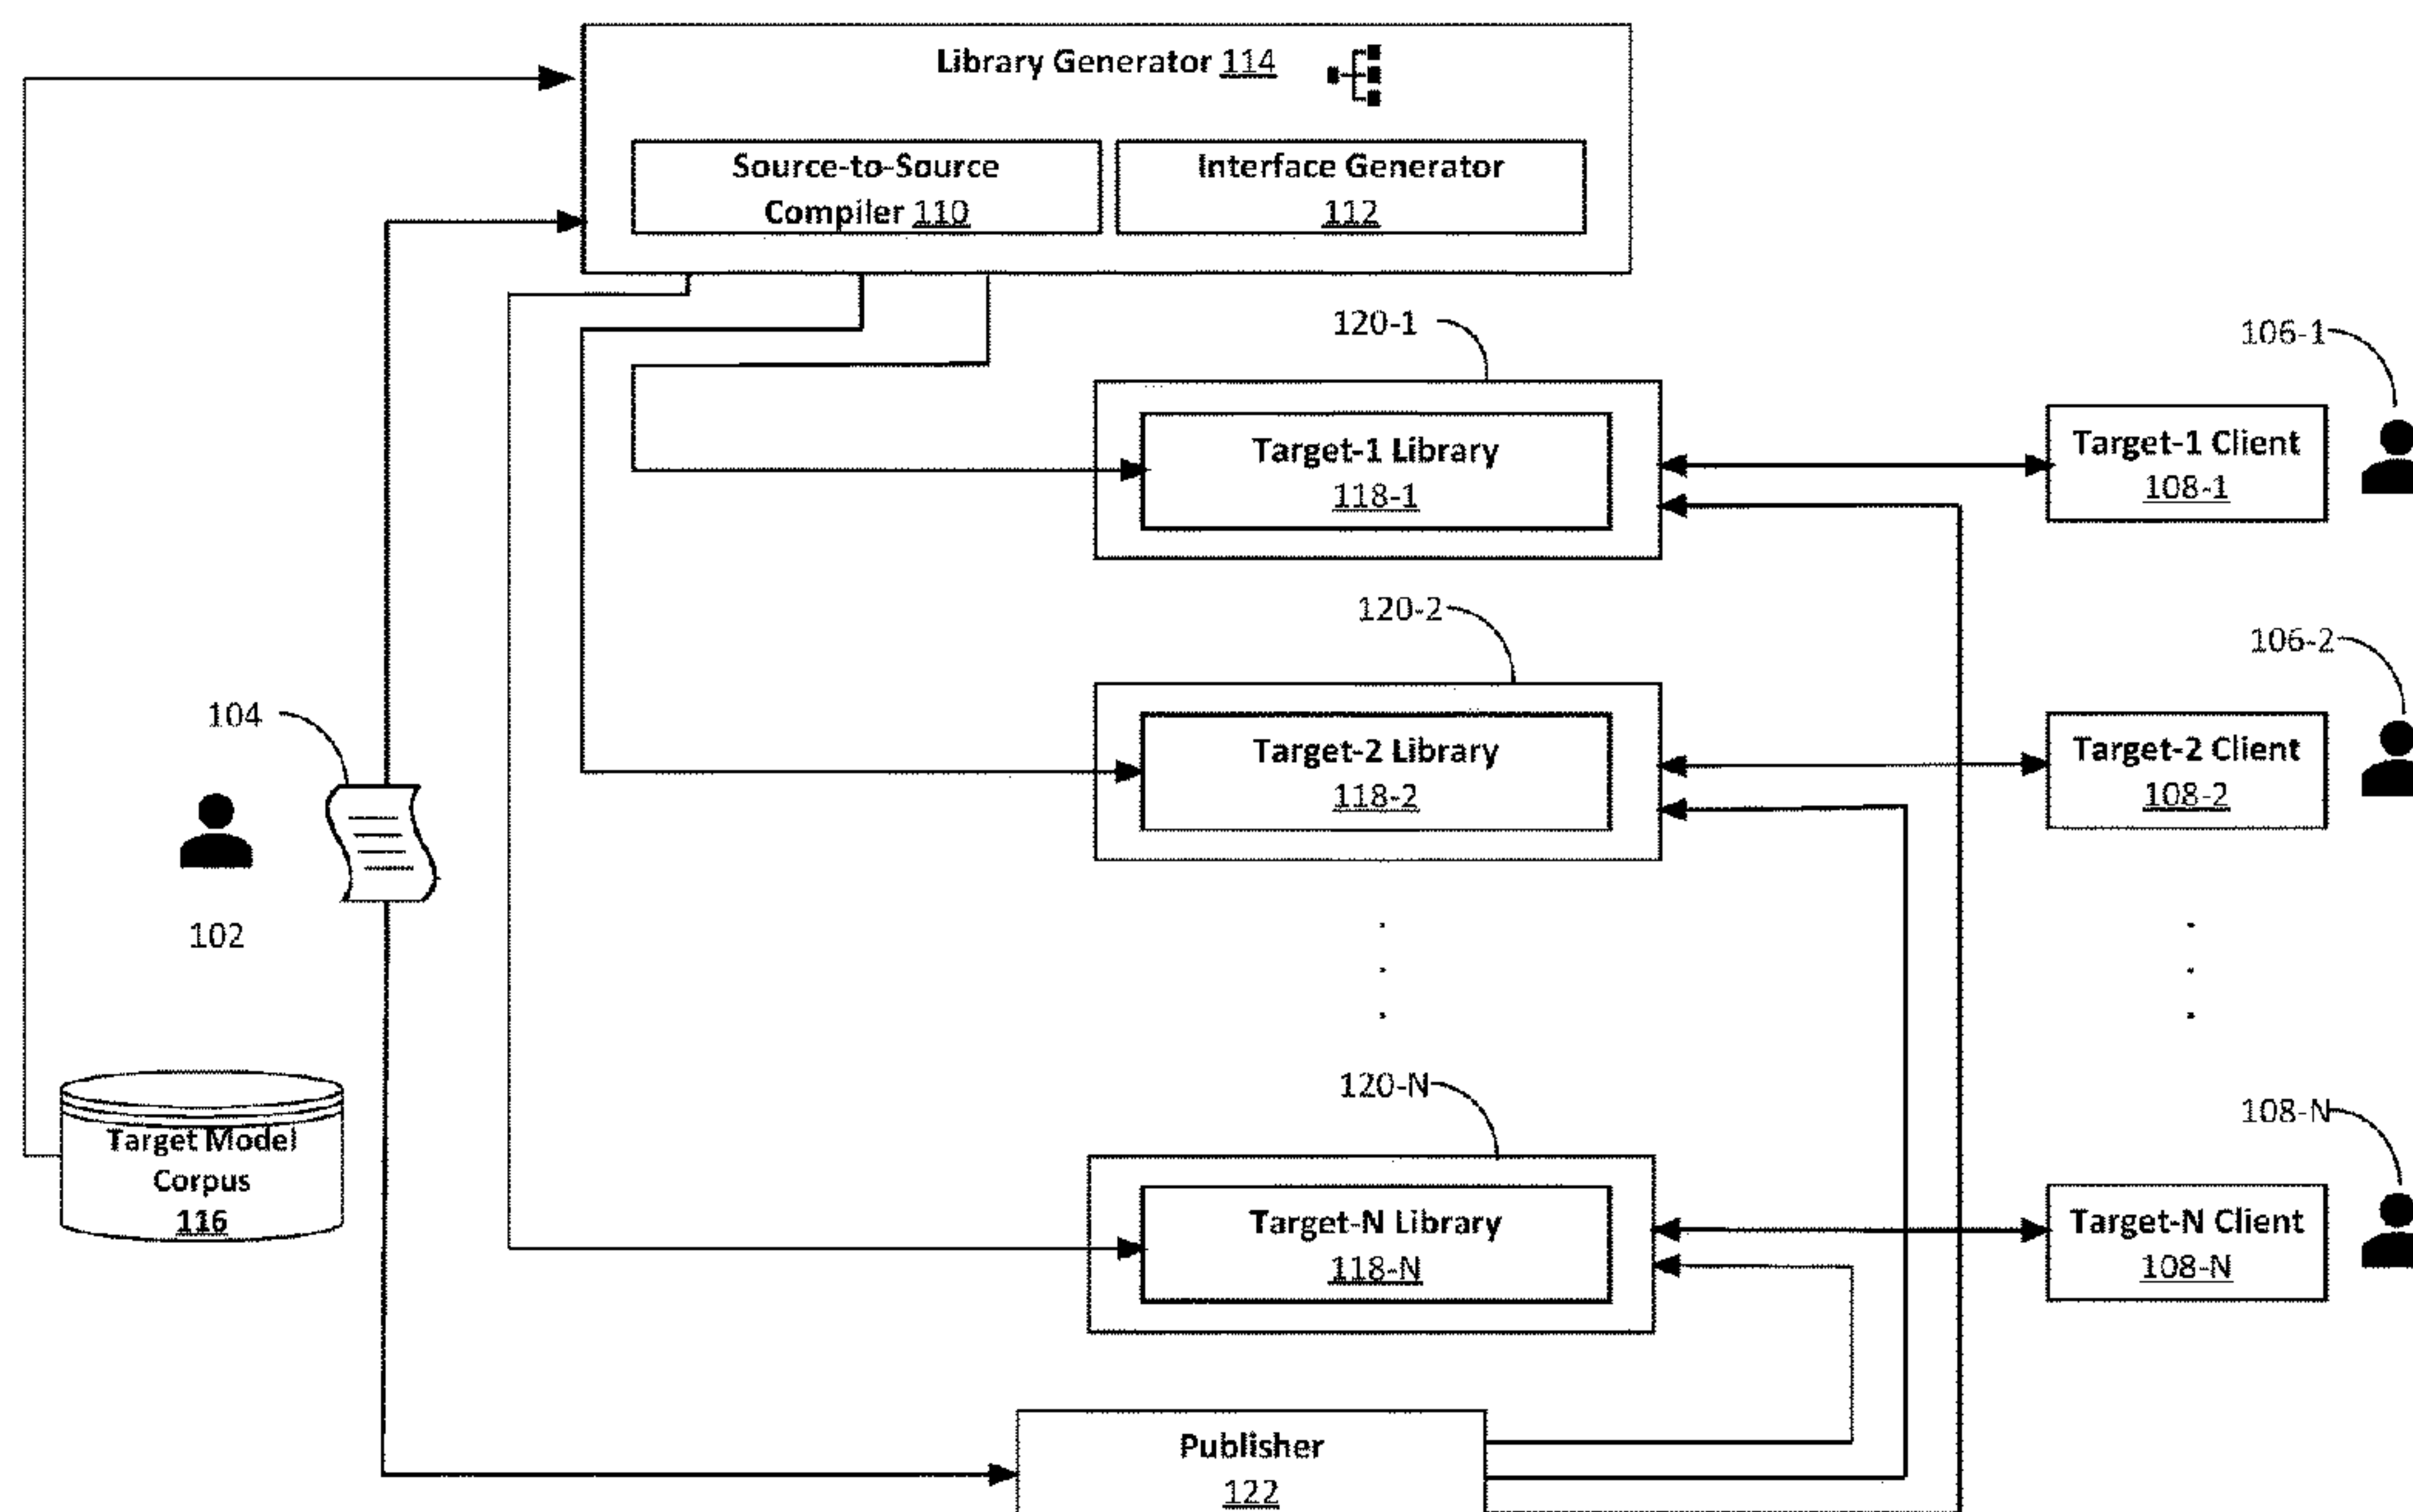 Library Generator 114
Source-to-Source
Compiler 110
Interface Generator
112
120-1
106-1
Target-1 Library
118-1
Target-1 Client
108-1
120-2
106-2
Target-2 Library
118-2
Target-2 Client
108-2
104
102
120-N
108-N
Target Model
Corpus
116
Target-N Library
118-N
Target-N Client
108-N
Publisher
122